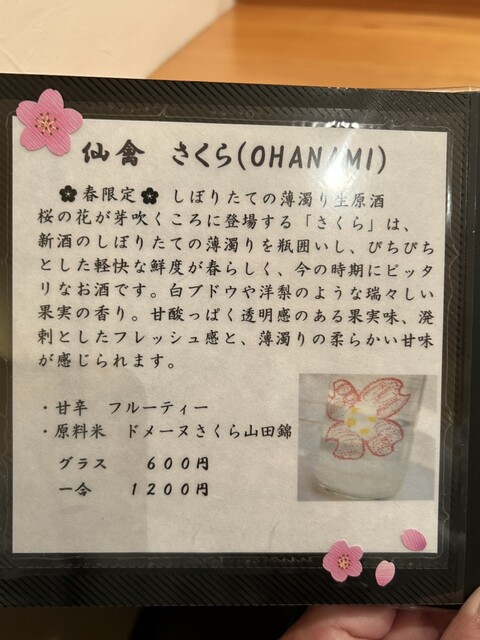 仙禽 さくら(OHANAMI)
春限定 しぼりたての薄濁り生原酒
桜の花が芽吹くころに登場する「さくら」は、
新酒のしぼりたての薄濁りを瓶囲いし、ぴちぴち
とした軽快な鮮度が春らしく、今の時期にピッタ
リなお酒です。白ブドウや洋梨のような瑞々しい
果実の香り。甘酸っぱく透明感のある果実味、溌
剌としたフレッシュ感と、薄濁りの柔らかい甘味
が感じられます。
・甘辛 フルーティー
・原料米 ドメーヌさくら山田錦
グラス 600円
一合 1200円